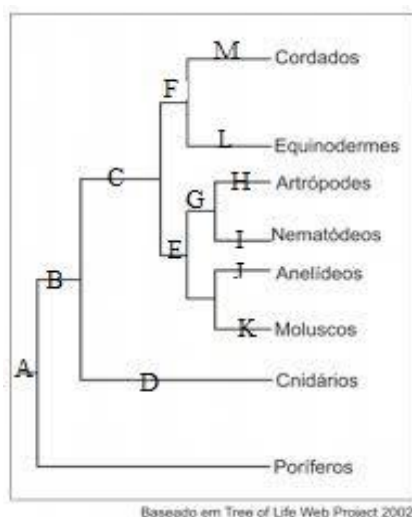 M Cordados
F
L Equinodermes
C H Artrópodes
G
I Nematódeos
E
J Anelídeos
B
K Moluscos
A
D Cnidários
Poríferos
Baseado em Tree of Life Web Project 2002